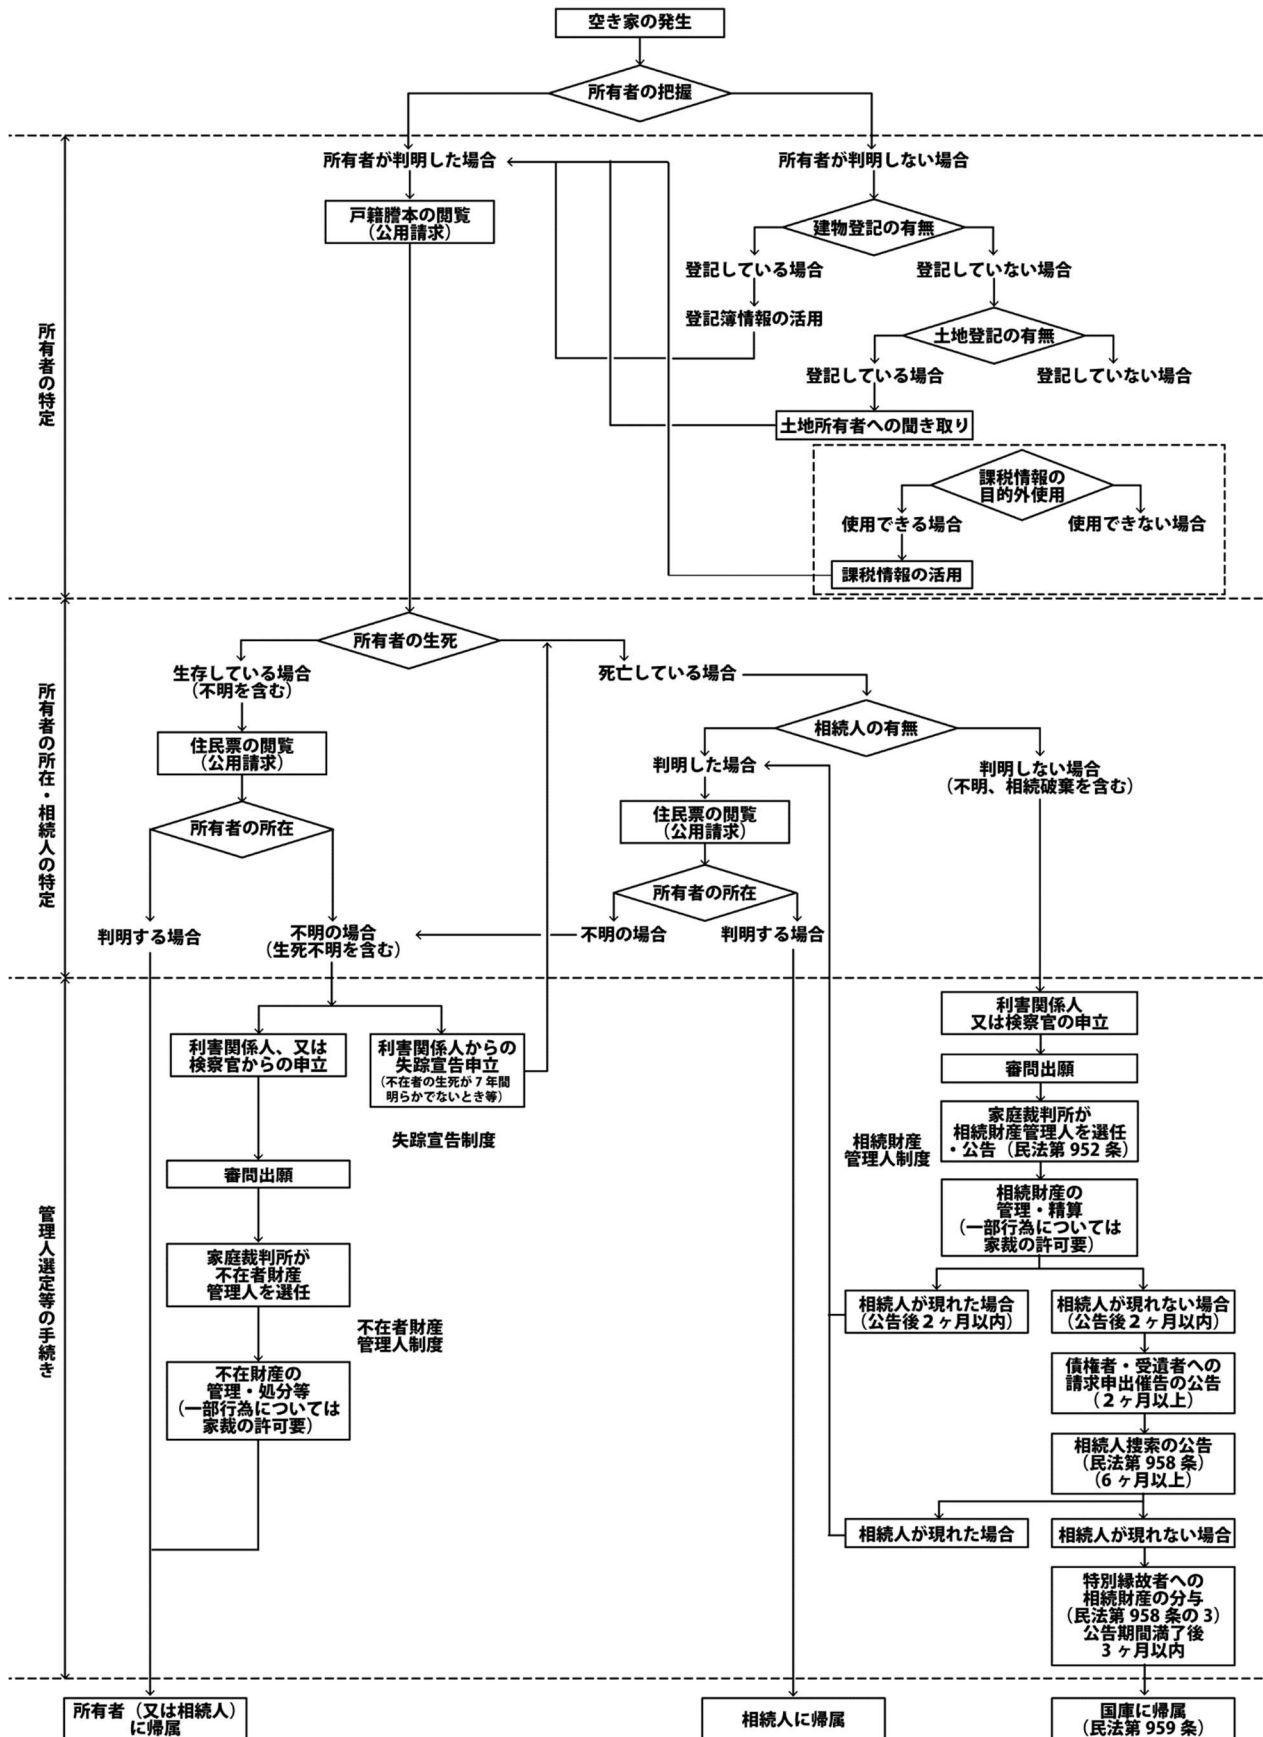 空き家の発生
所有者の把握
所有者が判明した場合
所有者が判明しない場合
戸籍謄本の閲覧
（公用請求）
建物登記の有無
登記している場合
登記していない場合
登記簿情報の活用
土地登記の有無
登記している場合
登記していない場合
土地所有者への聞き取り
課税情報の
目的外使用
使用できる場合
使用できない場合
課税情報の活用
所有者の特定
所有者の生死
生存している場合
（不明を含む）
死亡している場合
住民票の閲覧
（公用請求）
相続人の有無
判明した場合
判明しない場合
（不明、相続破棄を含む）
住民票の閲覧
（公用請求）
所有者の所在
所有者の所在
判明する場合
不明の場合
（生死不明を含む）
不明の場合
判明する場合
所有者の所在・相続人の特定
利害関係人、又は
検察官からの申立
利害関係人からの
失踪宣告申立
（不在者の生死が７年間
明らかでないとき等）
失踪宣告制度
審問出願
家庭裁判所が
不在者財産
管理人を選任
不在者財産
管理人制度
不在財産の
管理・処分等
（一部行為については
家裁の許可要）
利害関係人
又は検察官の申立
審問出願
家庭裁判所が
相続財産管理人を選任
・公告（民法第 952 条）
相続財産
管理人制度
相続財産の
管理・精算
（一部行為については
家裁の許可要）
相続人が現れた場合
（公告後２ヶ月以内）
相続人が現れない場合
（公告後２ヶ月以内）
債権者・受遺者への
請求申出催告の公告
（２ヶ月以上）
相続人捜索の公告
（民法第 958 条）
（6 ヶ月以上）
相続人が現れた場合
相続人が現れない場合
特別縁故者への
相続財産の分与
（民法第 958 条の 3）
公告期間満了後
3 ヶ月以内
管理人選定等の手続き
所有者（又は相続人）
に帰属
相続人に帰属
国庫に帰属
（民法第 959 条）